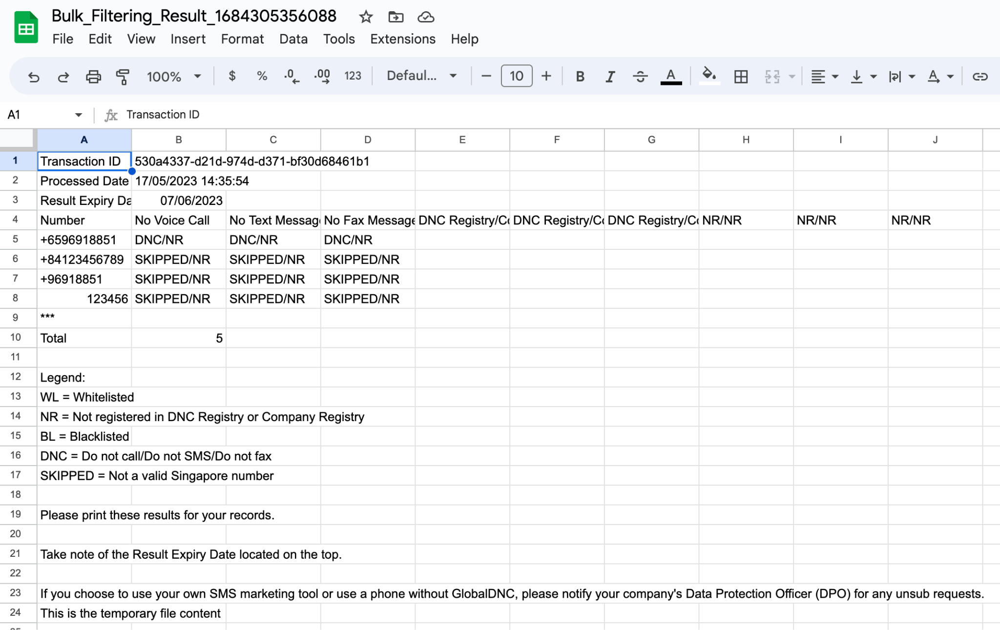 Bulk_Filtering_Result_1684305356088
File Edit View Insert Format Data Tools Extensions Help
100% $ % .0 .00 123 Defaul... 10 B I A A
A1 fx Transaction ID
A B C D E F G H I J
1 Transaction ID 530a4337-d21d-974d-d371-bf30d68461b1
2 Processed Date 17/05/2023 14:35:54
3 Result Expiry Da 07/06/2023
4 Number No Voice Call No Text Messag No Fax Message DNC Registry/Co DNC Registry/Co DNC Registry/Co NR/NR NR/NR NR/NR
5 +6596918851 DNC/NR DNC/NR DNC/NR
6 +84123456789 SKIPPED/NR SKIPPED/NR SKIPPED/NR
7 +96918851 SKIPPED/NR SKIPPED/NR SKIPPED/NR
8 123456 SKIPPED/NR SKIPPED/NR SKIPPED/NR
9 ***
10 Total 5
11
12 Legend:
13 WL = Whitelisted
14 NR = Not registered in DNC Registry or Company Registry
15 BL = Blacklisted
16 DNC = Do not call/Do not SMS/Do not fax
17 SKIPPED = Not a valid Singapore number
18
19 Please print these results for your records.
20
21 Take note of the Result Expiry Date located on the top.
22
23 If you choose to use your own SMS marketing tool or use a phone without GlobalDNC, please notify your company's Data Protection Officer (DPO) for any unsub requests.
24 This is the temporary file content